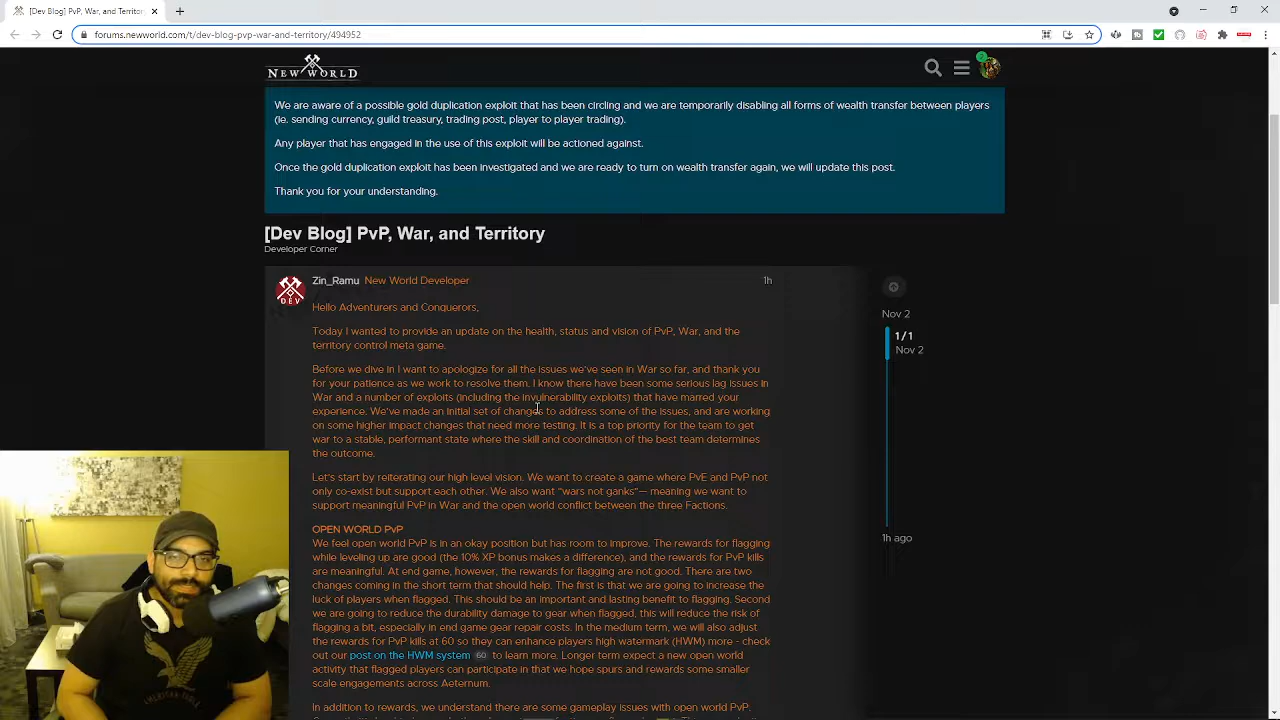 [Dev Blog] PvP, War, and Territor
forums.newworld.com/t/dev-blog-pvp-war-and-territory/494952
NEW WORLD
We are aware of a possible gold duplication exploit that has been circling and we are temporarily disabling all forms of wealth transfer between players
(ie. sending currency, guild treasury, trading post, player to player trading).
Any player that has engaged in the use of this exploit will be actioned against.
Once the gold duplication exploit has been investigated and we are ready to turn on wealth transfer again, we will update this post.
Thank you for your understanding.
[Dev Blog] PvP, War, and Territory
Developer Corner
DEV
Zin_Ramu New World Developer 1h
Hello Adventurers and Conquerors,
Today I wanted to provide an update on the health, status and vision of PvP, War, and the
territory control meta game.
Before we dive in I want to apologize for all the issues we've seen in War so far, and thank you
for your patience as we work to resolve them. I know there have been some serious lag issues in
War and a number of exploits (including the invulnerability exploits) that have marred your
experience. We've made an initial set of changes to address some of the issues, and are working
on some higher impact changes that need more testing. It is a top priority for the team to get
war to a stable, performant state where the skill and coordination of the best team determines
the outcome.
Let's start by reiterating our high level vision. We want to create a game where PvE and PvP not
only co-exist but support each other. We also want "wars not ganks"— meaning we want to
support meaningful PvP in War and the open world conflict between the three Factions.
OPEN WORLD PvP
We feel open world PvP is in an okay position but has room to improve. The rewards for flagging
while leveling up are good (the 10% XP bonus makes a difference), and the rewards for PvP kills
are meaningful. At end game, however, the rewards for flagging are not good. There are two
changes coming in the short term that should help. The first is that we are going to increase the
luck of players when flagged. This should be an important and lasting benefit to flagging. Second
we are going to reduce the durability damage to gear when flagged, this will reduce the risk of
flagging a bit, especially in end game gear repair costs. In the medium term, we will also adjust
the rewards for PvP kills at 60 so they can enhance players high watermark (HWM) more - check
out our post on the HWM system 60 to learn more. Longer term expect a new open world
activity that flagged players can participate in that we hope spurs and rewards some smaller
scale engagements across Aeternum.
In addition to rewards, we understand there are some gameplay issues with open world PvP.
Nov 2
1/1
Nov 2
1h ago
AMERICAN